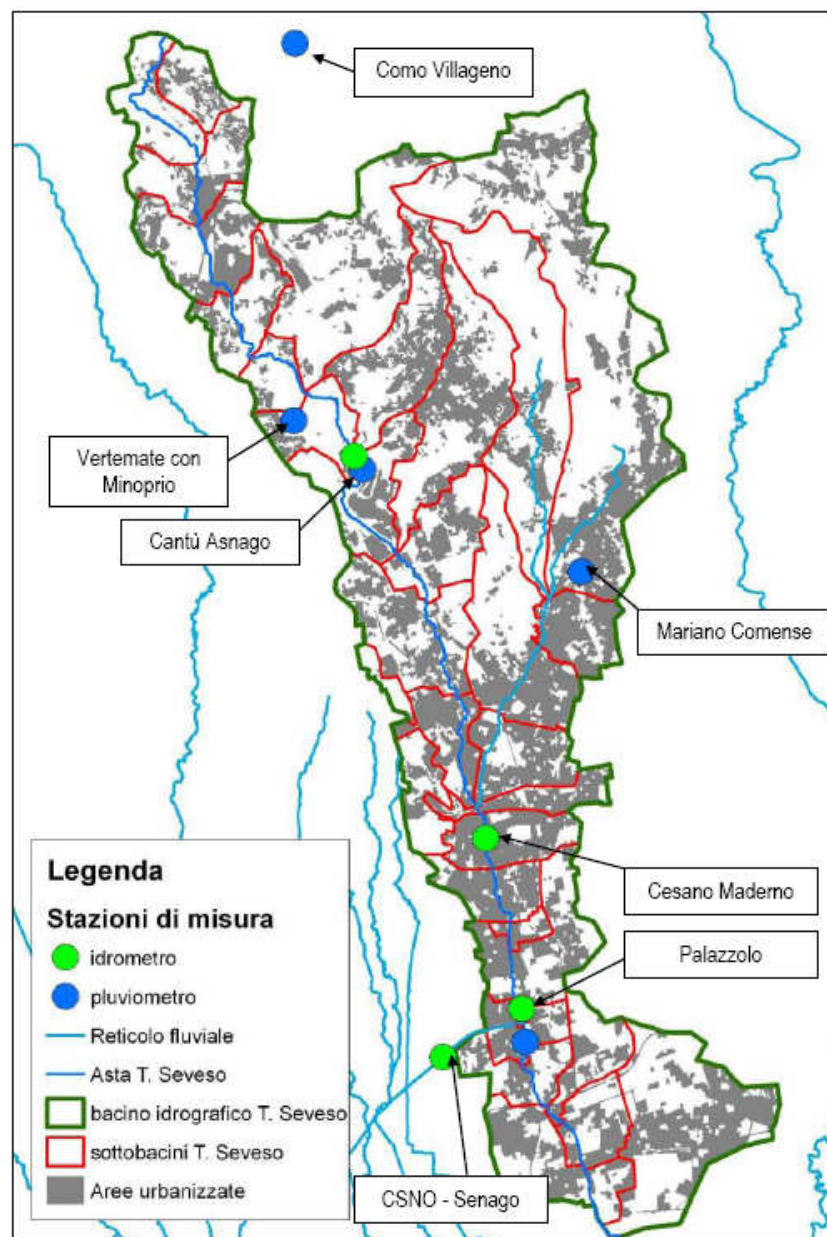 Como Villageno
Vertemate con
Minoprio
Cantù Asnago
Mariano Comense
Cesano Maderno
Palazzolo
CSNO - Senago
Legenda
Stazioni di misura
idrometro
pluviometro
Reticolo fluviale
Asta T. Seveso
bacino idrografico T. Seveso
sottobacini T. Seveso
Aree urbanizzate